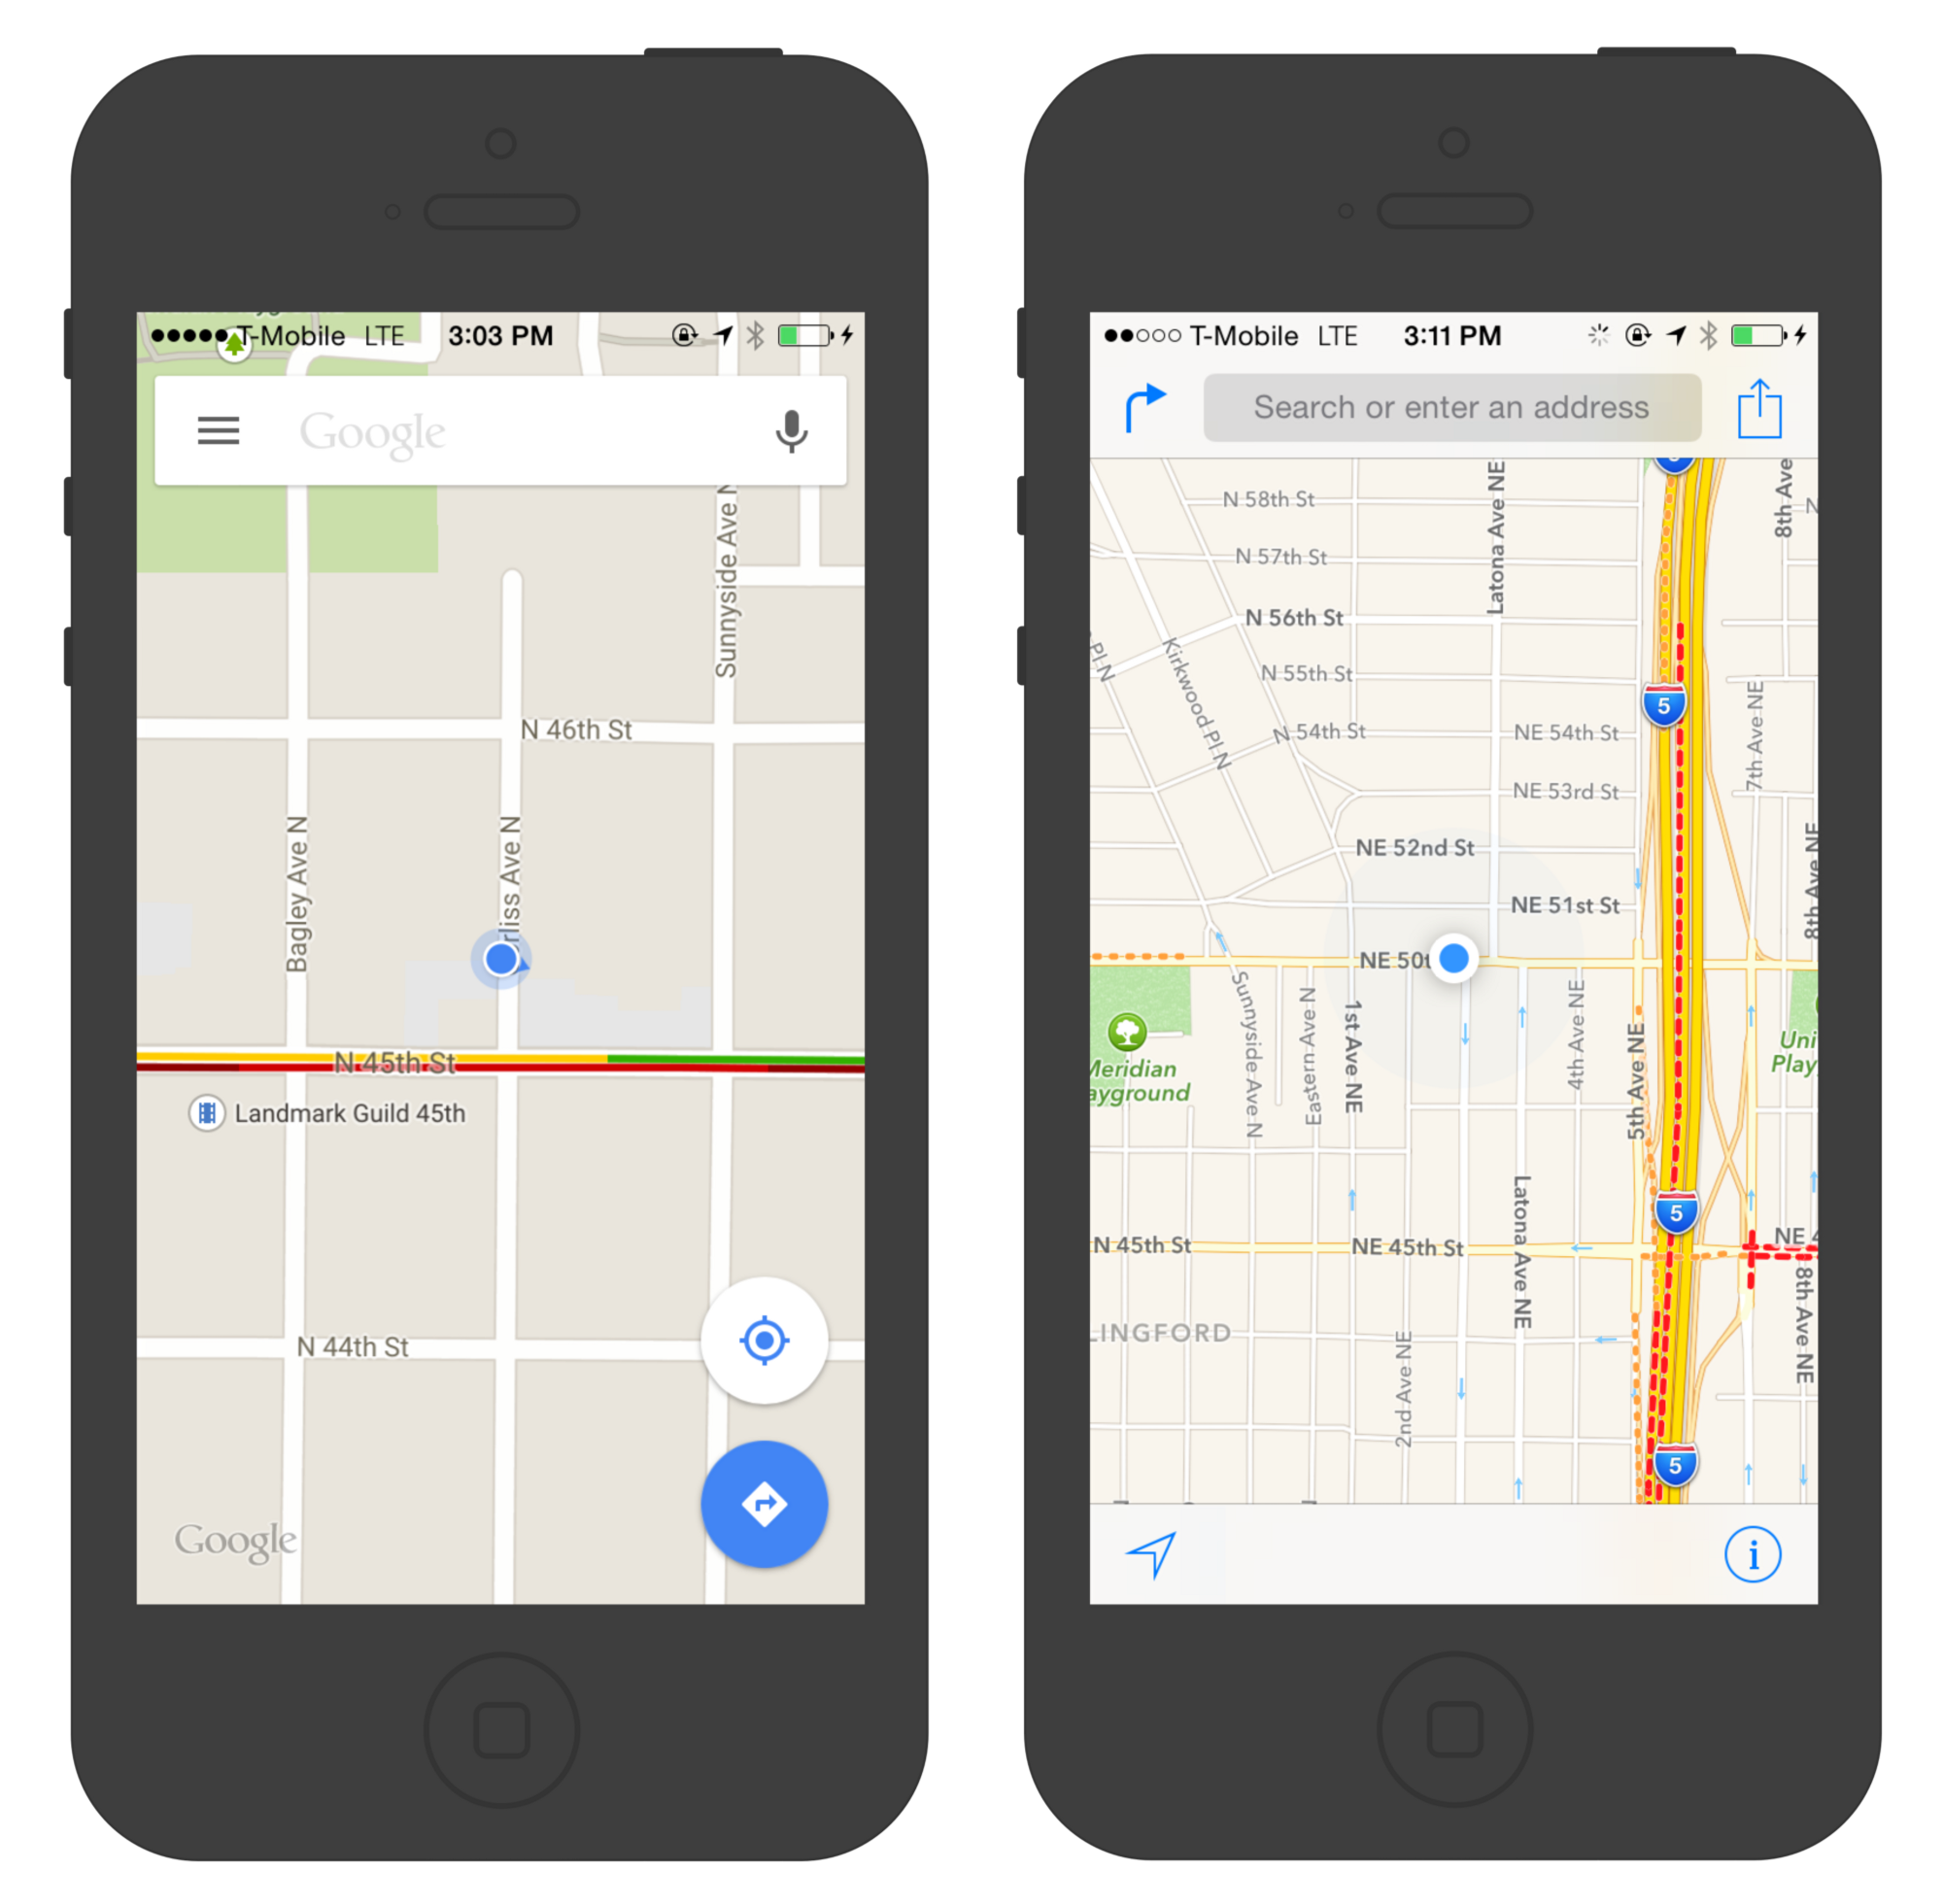 T-Mobile LTE 3:03 PM
Google
Sunnyside Ave N
N 46th St
Bagley Ave N
rliss Ave N
N 45th St
Landmark Guild 45th
N 44th St
Google
T-Mobile LTE 3:11 PM
Search or enter an address
N 58th St
Latona Ave NE
8th Ave
N
N 57th St
N 56th St
Pl N
Kirkwood Pl N
N 55th St
5
7th Ave NE
N 54th St
NE 54th St
NE 53rd St
NE 52nd St
8th Ave NE
NE 51st St
NE 50t
Sunnyside Ave N
Eastern Ave N
1st Ave NE
4th Ave NE
5th Ave NE
Meridian
ayground
Uni
Play
Latona Ave NE
5
N 45th St
NE 45th St
NE 4
8th Ave NE
LINGFORD
2nd Ave NE
5